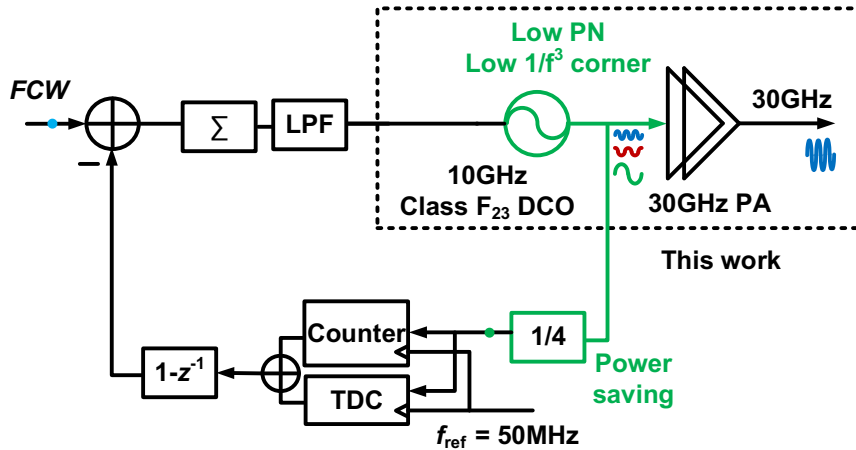 Low PN
Low 1/f³ corner
FCW
30GHz
Σ
LPF
−
10GHz
Class F₂₃ DCO
30GHz PA
This work
Counter
1/4
1-z⁻¹
TDC
Power
saving
f_ref = 50MHz